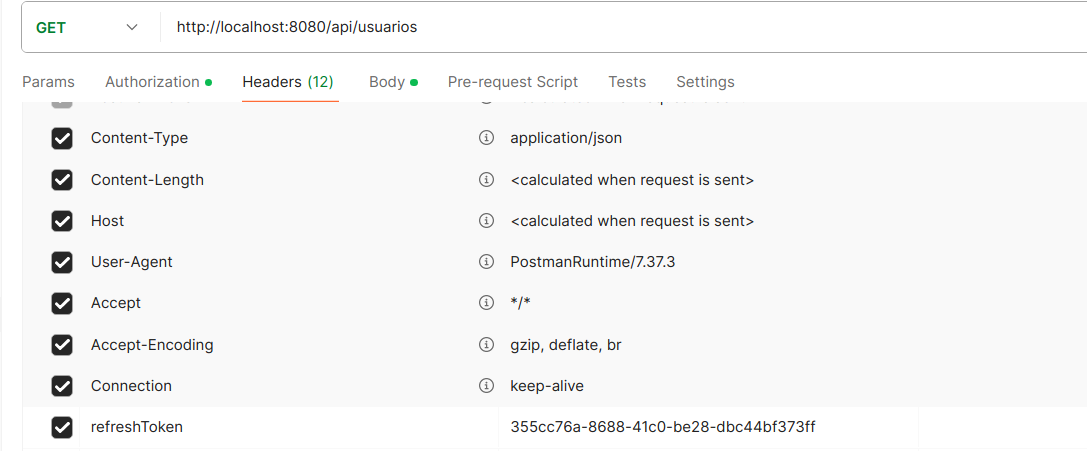 GET http://localhost:8080/api/usuarios
Params Authorization Headers (12) Body Pre-request Script Tests Settings
Content-Type application/json
Content-Length <calculated when request is sent>
Host <calculated when request is sent>
User-Agent PostmanRuntime/7.37.3
Accept */*
Accept-Encoding gzip, deflate, br
Connection keep-alive
refreshToken 355cc76a-8688-41c0-be28-dbc44bf373ff